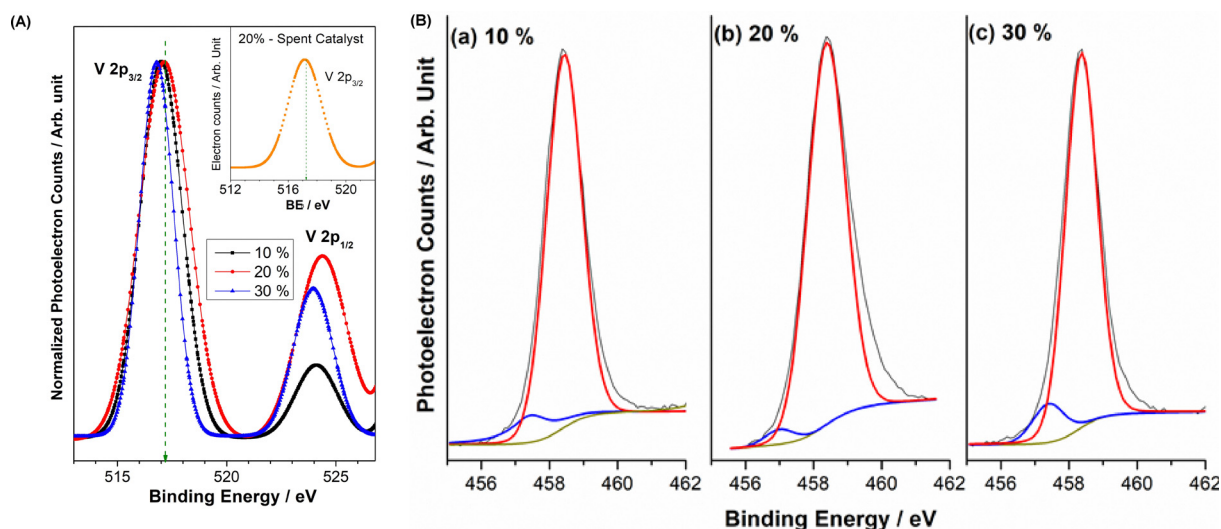 (A)
20% - Spent Catalyst
V 2p3/2
V 2p3/2
Electron counts / Arb. Unit
512 516 520
BE / eV
V 2p1/2
10 %
20 %
30 %
Normalized Photoelectron Counts / Arb. unit
515 520 525
Binding Energy / eV
(B)
(a) 10 %
(b) 20 %
(c) 30 %
Photoelectron Counts / Arb. Unit
456 458 460 462
456 458 460 462
456 458 460 462
Binding Energy / eV